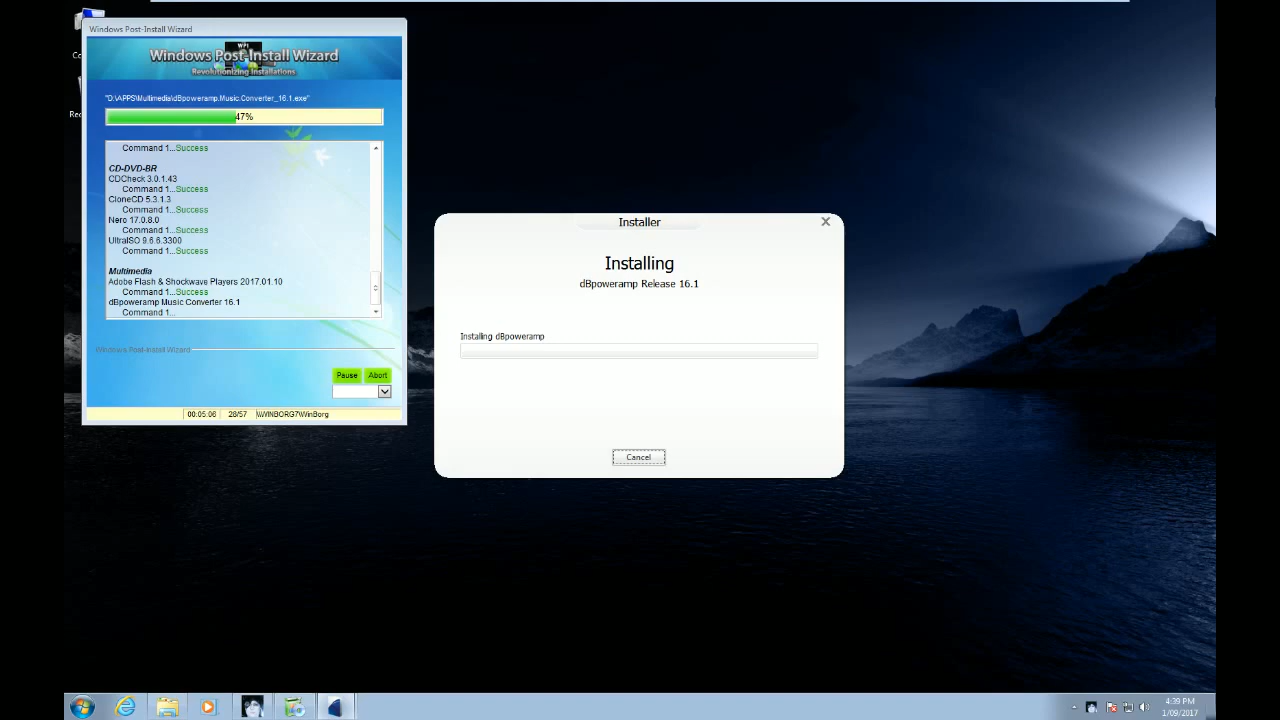 Windows Post-Install Wizard
WPI
Windows Post-Install Wizard
Revolutionizing Installations
"D:\APPS\Multimedia\dBpoweramp.Music.Converter_16.1.exe"
47%
Command 1...Success
CD-DVD-BR
CDCheck 3.0.1.43
Command 1...Success
CloneCD 5.3.1.3
Command 1...Success
Nero 17.0.8.0
Command 1...Success
UltraISO 9.6.6.3300
Command 1...Success
Multimedia
Adobe Flash & Shockwave Players 2017.01.10
Command 1...Success
dBpoweramp Music Converter 16.1
Command 1...
Windows Post-Install Wizard
Pause
Abort
00:05:06
28/57
\\WINBORG7\WinBorg
Installer
Installing
dBpoweramp Release 16.1
Installing dBpoweramp
Cancel
4:39 PM
1/09/2017